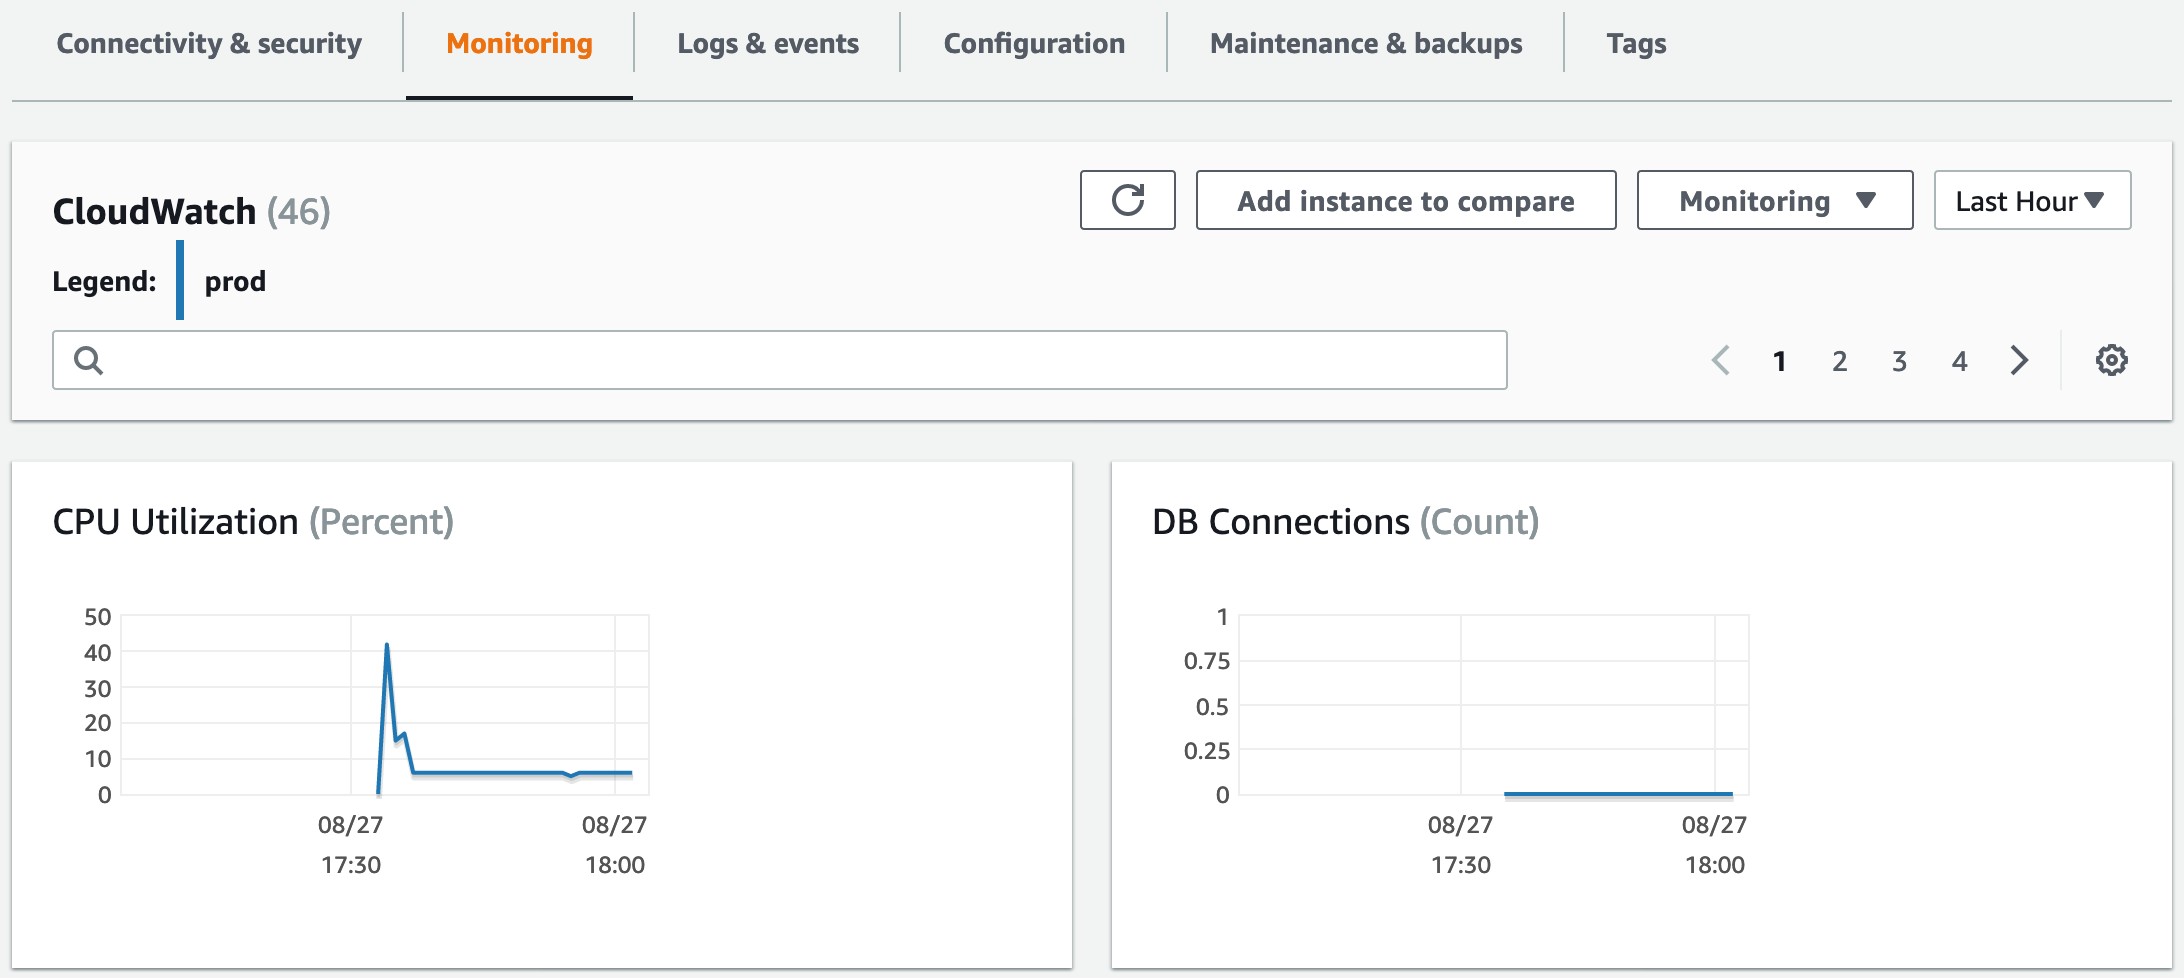 Connectivity & security
Monitoring
Logs & events
Configuration
Maintenance & backups
Tags
CloudWatch (46)
Add instance to compare
Monitoring
Last Hour
Legend:
prod
1 2 3 4
CPU Utilization (Percent)
50
40
30
20
10
0
08/27
17:30
08/27
18:00
DB Connections (Count)
1
0.75
0.5
0.25
0
08/27
17:30
08/27
18:00